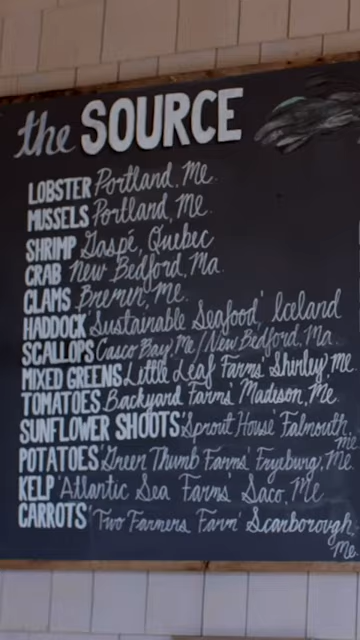 the SOURCE
LOBSTER Portland, Me.
MUSSELS Portland, Me.
SHRIMP Gaspé, Quebec
CRAB New Bedford, Ma.
CLAMS Bremen, Me.
HADDOCK 'Sustainable Seafood' Iceland
SCALLOPS Casco Bay, Me / New Bedford, Ma.
MIXED GREENS 'Little Leaf Farms' Shirley, Me
TOMATOES 'Backyard Farms' Madison, Me.
SUNFLOWER SHOOTS 'Sprout House' Falmouth,
me
POTATOES 'Green Thumb Farms' Fryeburg, Me
KELP 'Atlantic Sea Farms' Saco, Me
CARROTS 'Two Farmers Farm' Scarborough,
Me.